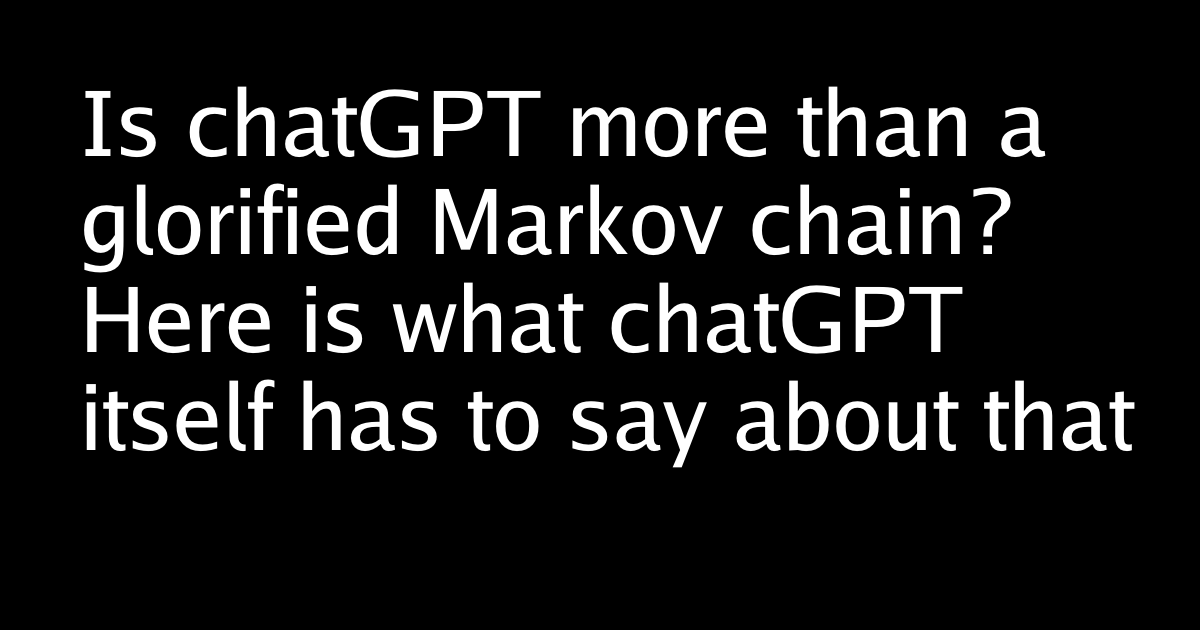 Is chatGPT more than a
glorified Markov chain?
Here is what chatGPT
itself has to say about that